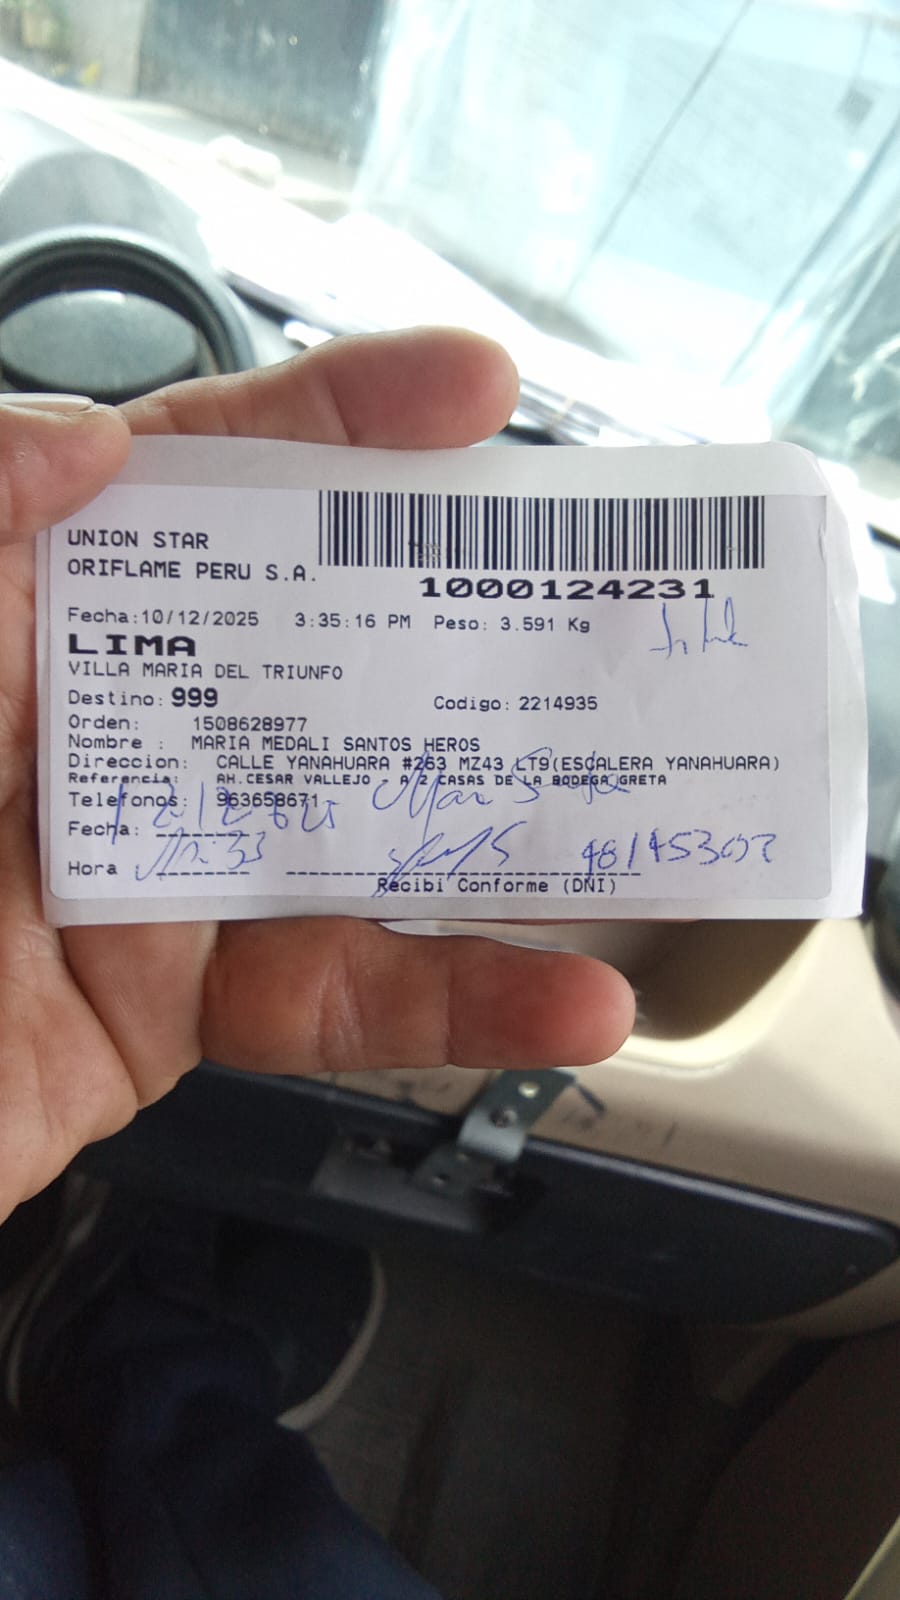 UNION STAR
ORIFLAME PERU S.A.
1000124231
Fecha:10/12/2025 3:35:16 PM Peso: 3.591 Kg
LIMA
VILLA MARIA DEL TRIUNFO
Destino: 999 Codigo: 2214935
Orden: 1508628977
Nombre : MARIA MEDALI SANTOS HEROS
Direccion: CALLE YANAHUARA #263 MZ43 LT9(ESCALERA YANAHUARA)
Referencia: AH.CESAR VALLEJO - A 2 CASAS DE LA BODEGA GRETA
Telefonos: 963658671
Fecha:
Hora
Recibi Conforme (DNI)